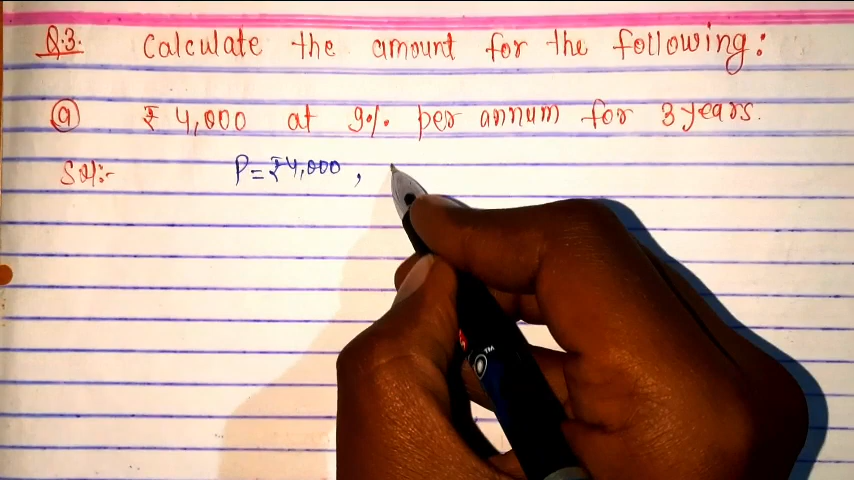 Q.3. Calculate the amount for the following:
(a) ₹ 4,000 at 9% per annum for 3 years.
Sol:- P = ₹4,000 ,